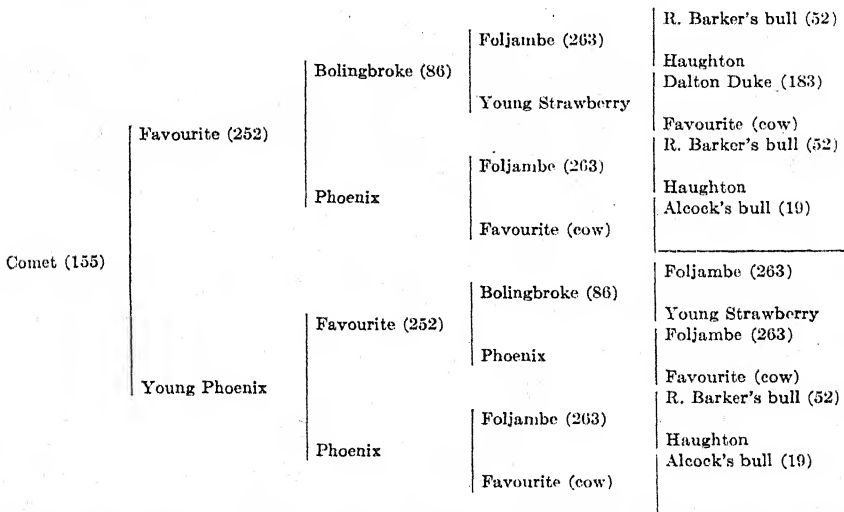 R. Barker's bull (52)
Foljambe (263)
Haughton
Bolingbroke (86)
Dalton Duke (183)
Young Strawberry
Favourite (cow)
Favourite (252)
R. Barker's bull (52)
Foljambe (263)
Haughton
Phoenix
Alcock's bull (19)
Favourite (cow)
Comet (155)
Foljambe (263)
Bolingbroke (86)
Young Strawberry
Favourite (252)
Foljambe (263)
Phoenix
Favourite (cow)
Young Phoenix
R. Barker's bull (52)
Foljambe (263)
Haughton
Phoenix
Alcock's bull (19)
Favourite (cow)